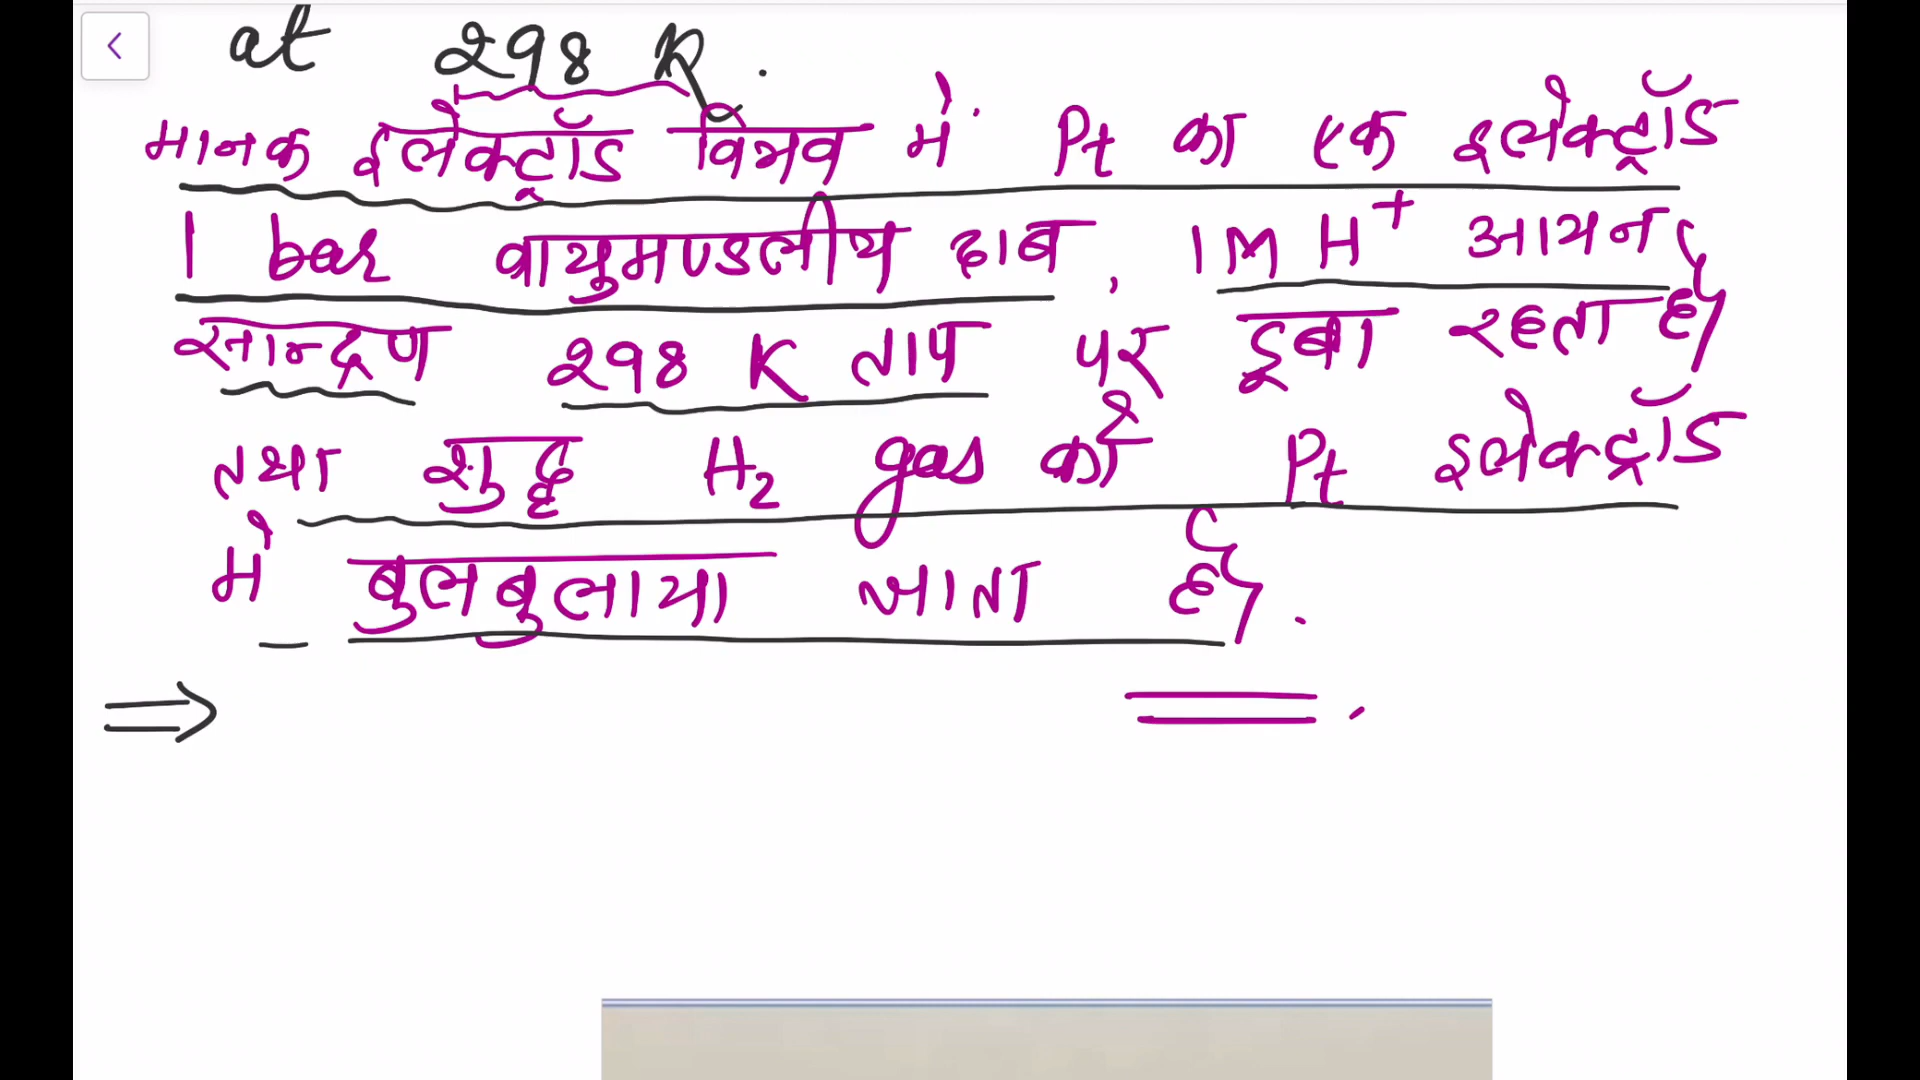 at 298 K.
मानक इलेक्ट्रॉड विभव में Pt का एक इलेक्ट्रॉड
1 bar वायुमण्डलीय दाब, 1M H⁺ आयन
सान्द्रण 298 K ताप पर डूबा रहता है
तथा शुद्ध H₂ gas को Pt इलेक्ट्रॉड
में बुलबुलाया जाता है.